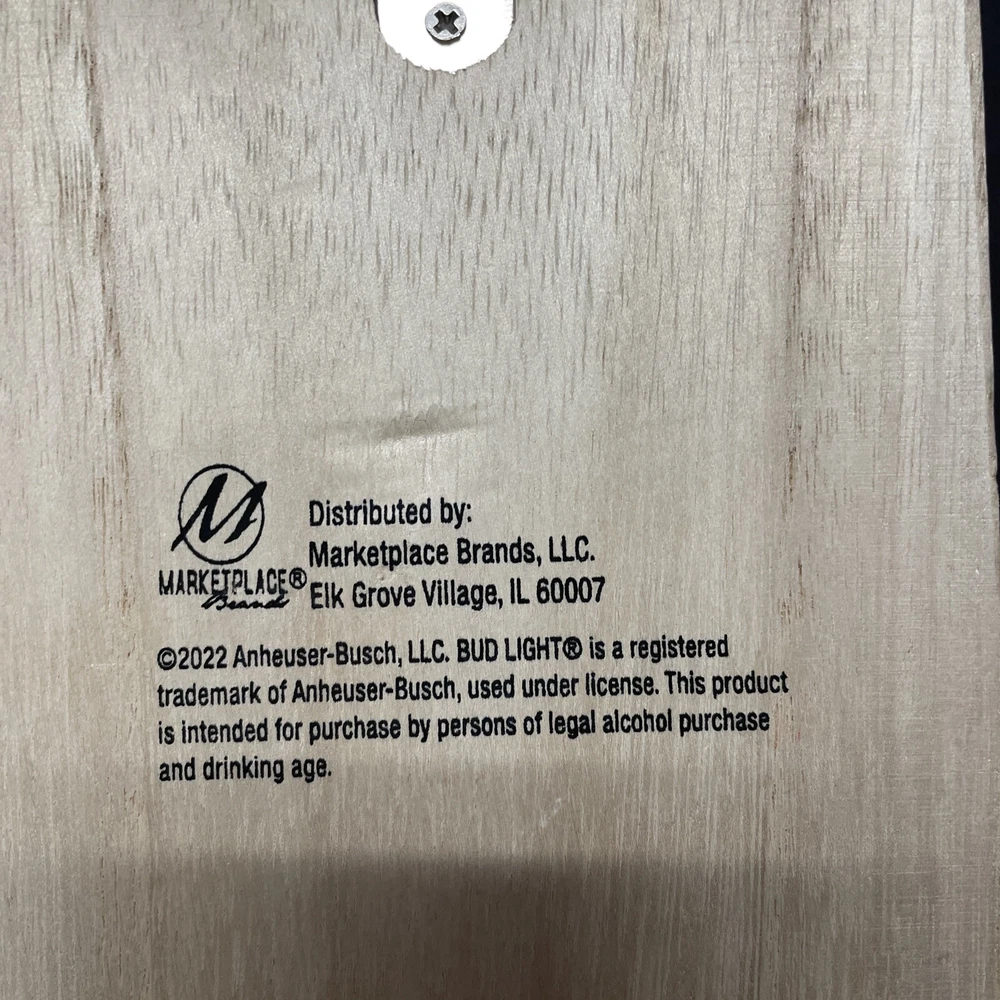 M
MARKETPLACE®
Brands
Distributed by:
Marketplace Brands, LLC.
Elk Grove Village, IL 60007
©2022 Anheuser-Busch, LLC. BUD LIGHT® is a registered
trademark of Anheuser-Busch, used under license. This product
is intended for purchase by persons of legal alcohol purchase
and drinking age.